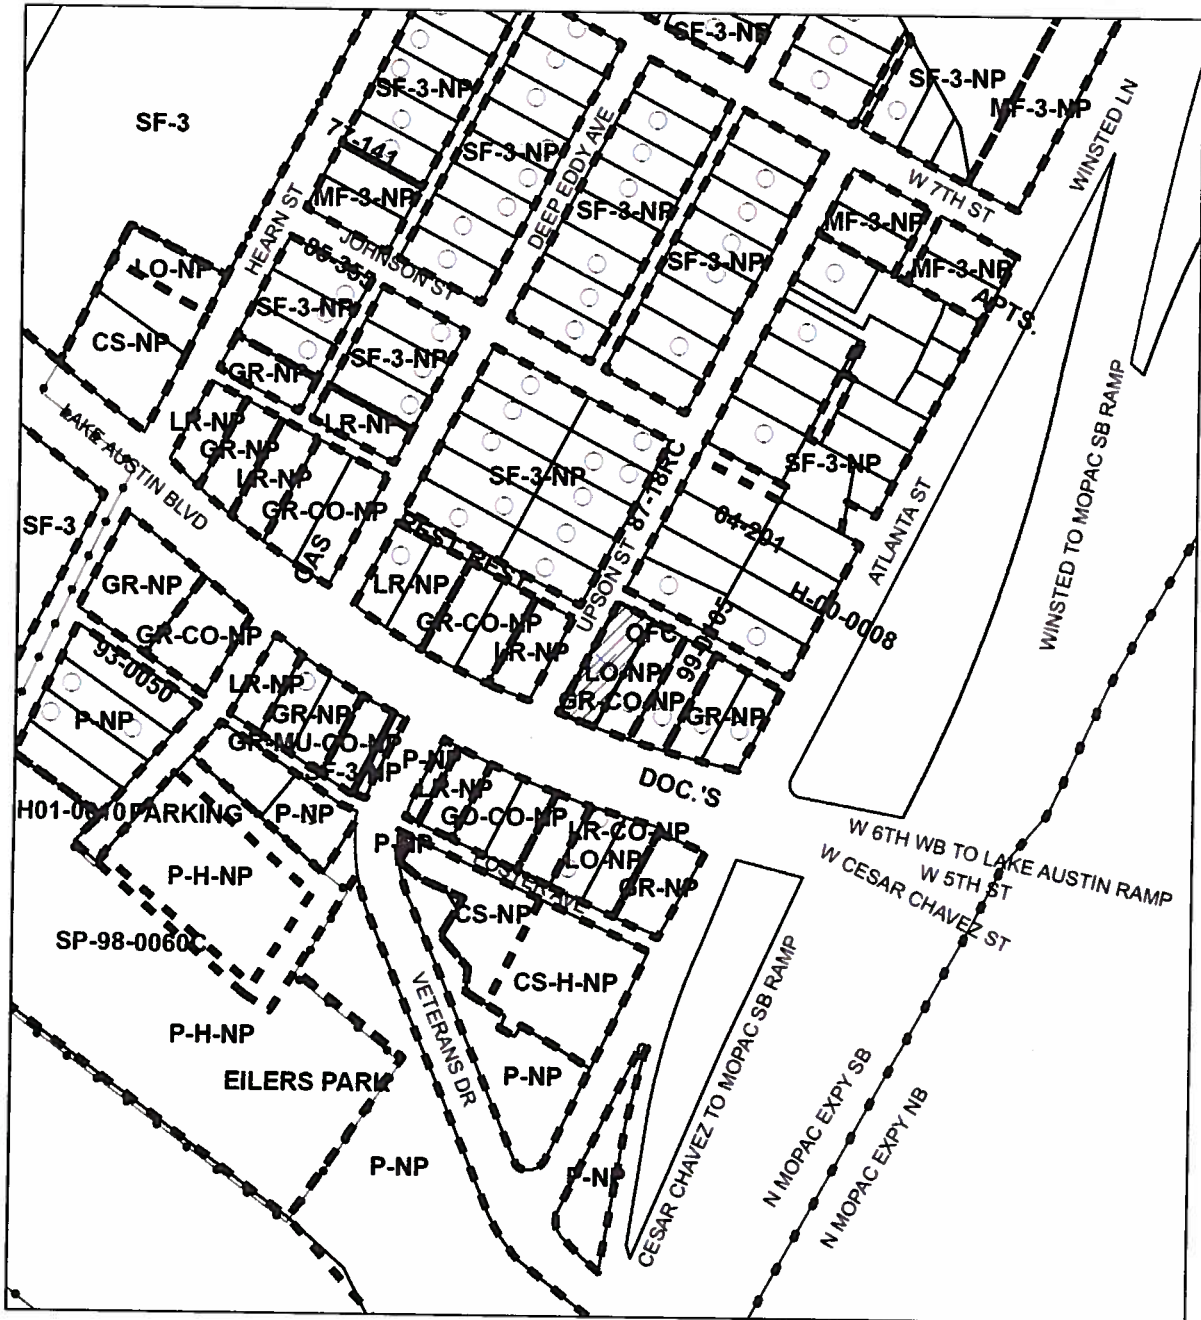 SF-3-NP
SF-3-NP
SF-3-NP
MF-3-NP
SF-3
77-141
SF-3-NP
DEEP EDDY AVE
WINSTED LN
W 7TH ST
MF-3-NP
SF-3-NP
MF-3-NP
HEARN ST
JOHNSON ST
85-355
SF-3-NP
MF-3-NP
APTS.
LO-NP
SF-3-NP
CS-NP
SF-3-NP
GR-NP
WINSTED TO MOPAC SB RAMP
LAKE AUSTIN BLVD
LR-NP
LR-NP
GR-NP
LR-NP
SF-3-NP
SF-3-NP
87-18RC
GR-CO-NP
SF-3
04-201
ATLANTA ST
GAS
REST. REST.
UPSON ST
LR-NP
GR-NP
H-00-0008
GR-CO-NP
GR-CO-NP
OFC
LR-NP
93-0050
LO-NP
LR-NP
GR-CO-NP
P-NP
GR-NP
GR-NP
GR-MU-CO-NP
SF-3-NP
P-NP
LR-NP
DOC.'S
PARKING
P-NP
GO-CO-NP
LR-CO-NP
W 6TH WB TO LAKE AUSTIN RAMP
P-NP
LO-NP
W 5TH ST
P-H-NP
FOSTER AVE
GR-NP
W CESAR CHAVEZ ST
CS-NP
SP-98-0060C
CS-H-NP
VETERANS DR
P-H-NP
EILERS PARK
P-NP
CESAR CHAVEZ TO MOPAC SB RAMP
N MOPAC EXPY SB
N MOPAC EXPY NB
P-NP
P-NP